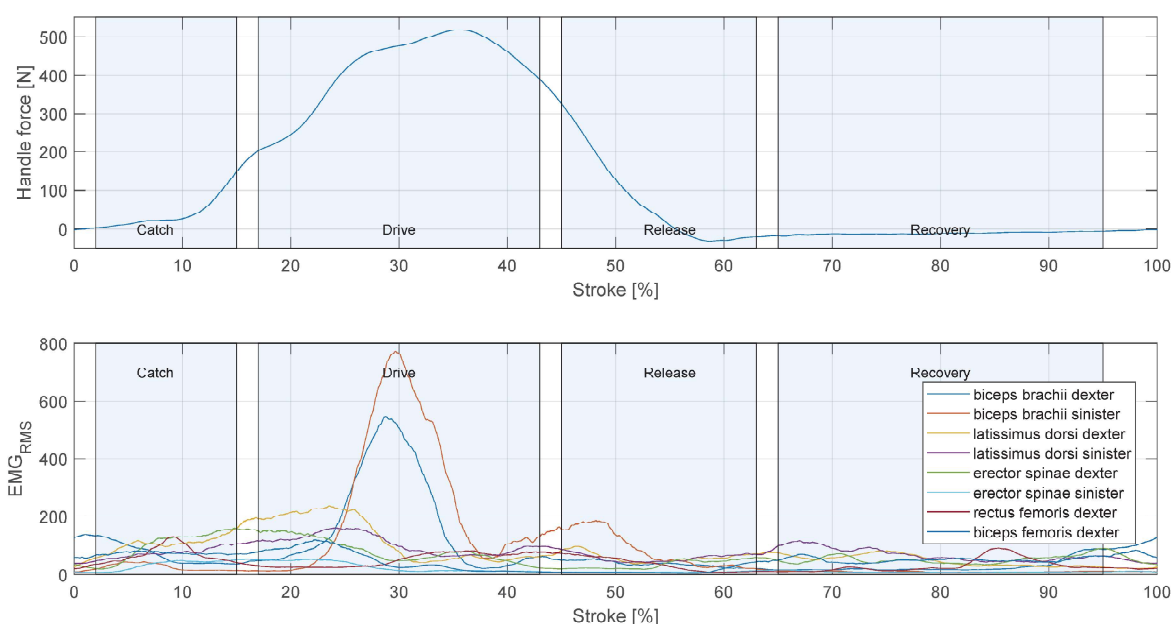 500
400
300
200
100
0
Handle force [N]
Catch
Drive
Release
Recovery
0 10 20 30 40 50 60 70 80 90 100
Stroke [%]
800
600
400
200
0
EMG_RMS
Catch
Drive
Release
Recovery
biceps brachii dexter
biceps brachii sinister
latissimus dorsi dexter
latissimus dorsi sinister
erector spinae dexter
erector spinae sinister
rectus femoris dexter
biceps femoris dexter
0 10 20 30 40 50 60 70 80 90 100
Stroke [%]